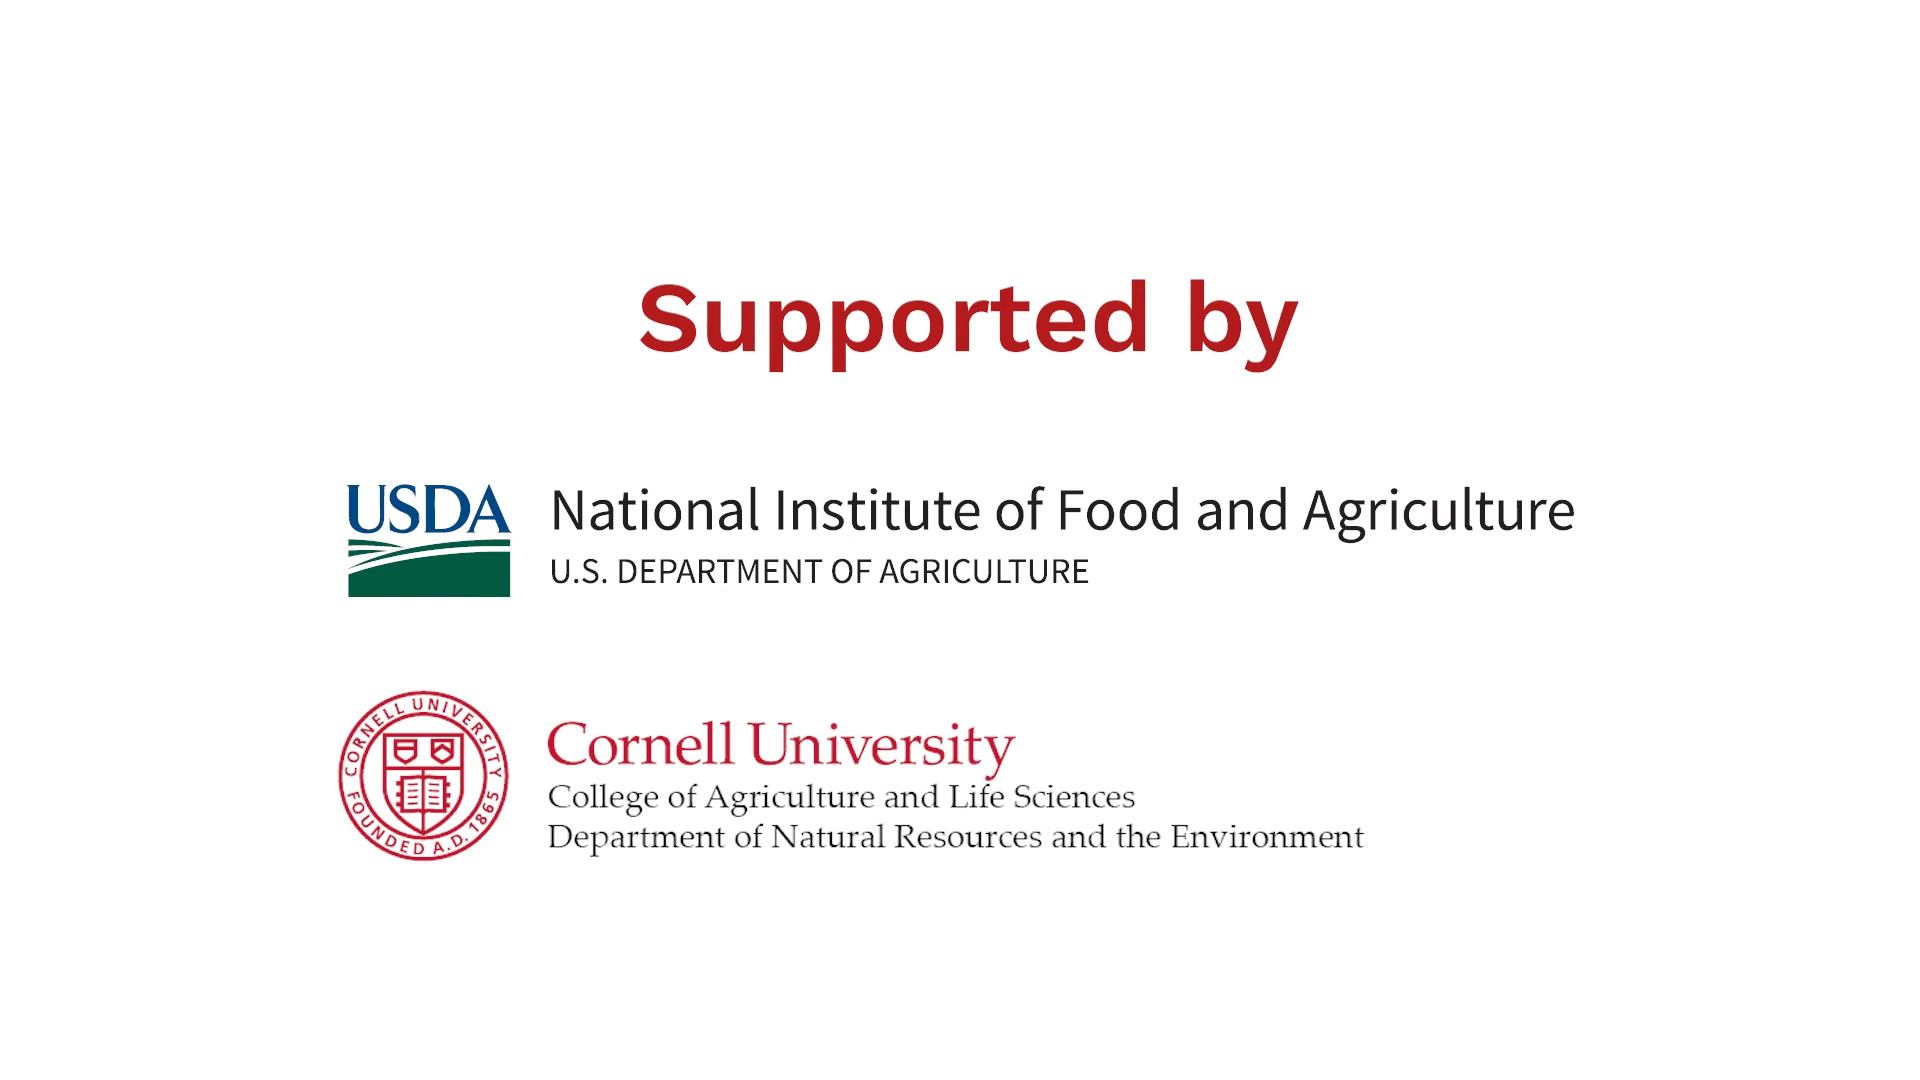 Supported by
USDA
National Institute of Food and Agriculture
U.S. DEPARTMENT OF AGRICULTURE
CORNELL UNIVERSITY
FOUNDED A.D. 1865
Cornell University
College of Agriculture and Life Sciences
Department of Natural Resources and the Environment